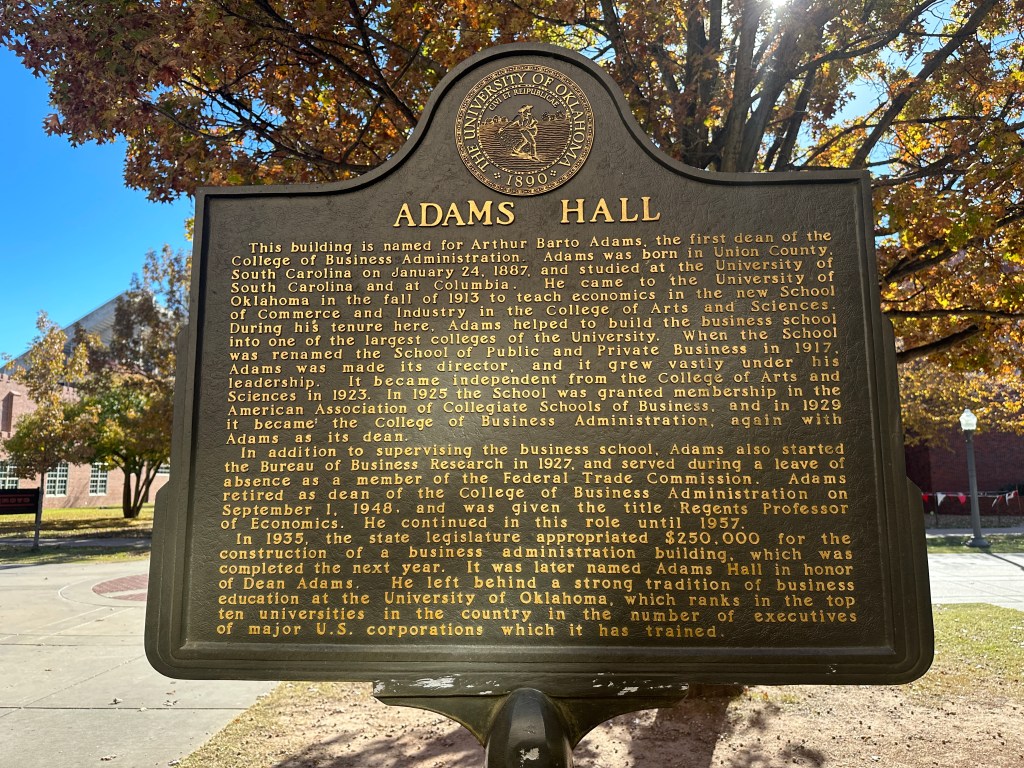 THE UNIVERSITY OF OKLAHOMA
CIVI ET REIPUBLICAE
1890
ADAMS HALL
This building is named for Arthur Barto Adams, the first dean of the
College of Business Administration. Adams was born in Union County,
South Carolina on January 24, 1887, and studied at the University of
South Carolina and at Columbia. He came to the University of
Oklahoma in the fall of 1913 to teach economics in the new School
of Commerce and Industry in the College of Arts and Sciences.
During his tenure here, Adams helped to build the business school
into one of the largest colleges of the University. When the School
was renamed the School of Public and Private Business in 1917,
Adams was made its director, and it grew vastly under his
leadership. It became independent from the College of Arts and
Sciences in 1923. In 1925 the School was granted membership in the
American Association of Collegiate Schools of Business, and in 1929
it became the College of Business Administration, again with
Adams as its dean.
In addition to supervising the business school, Adams also started
the Bureau of Business Research in 1927, and served during a leave of
absence as a member of the Federal Trade Commission. Adams
retired as dean of the College of Business Administration on
September 1, 1948, and was given the title Regents Professor
of Economics. He continued in this role until 1957.
In 1935, the state legislature appropriated $250,000 for the
construction of a business administration building, which was
completed the next year. It was later named Adams Hall in honor
of Dean Adams. He left behind a strong tradition of business
education at the University of Oklahoma, which ranks in the top
ten universities in the country in the number of executives
of major U.S. corporations which it has trained.